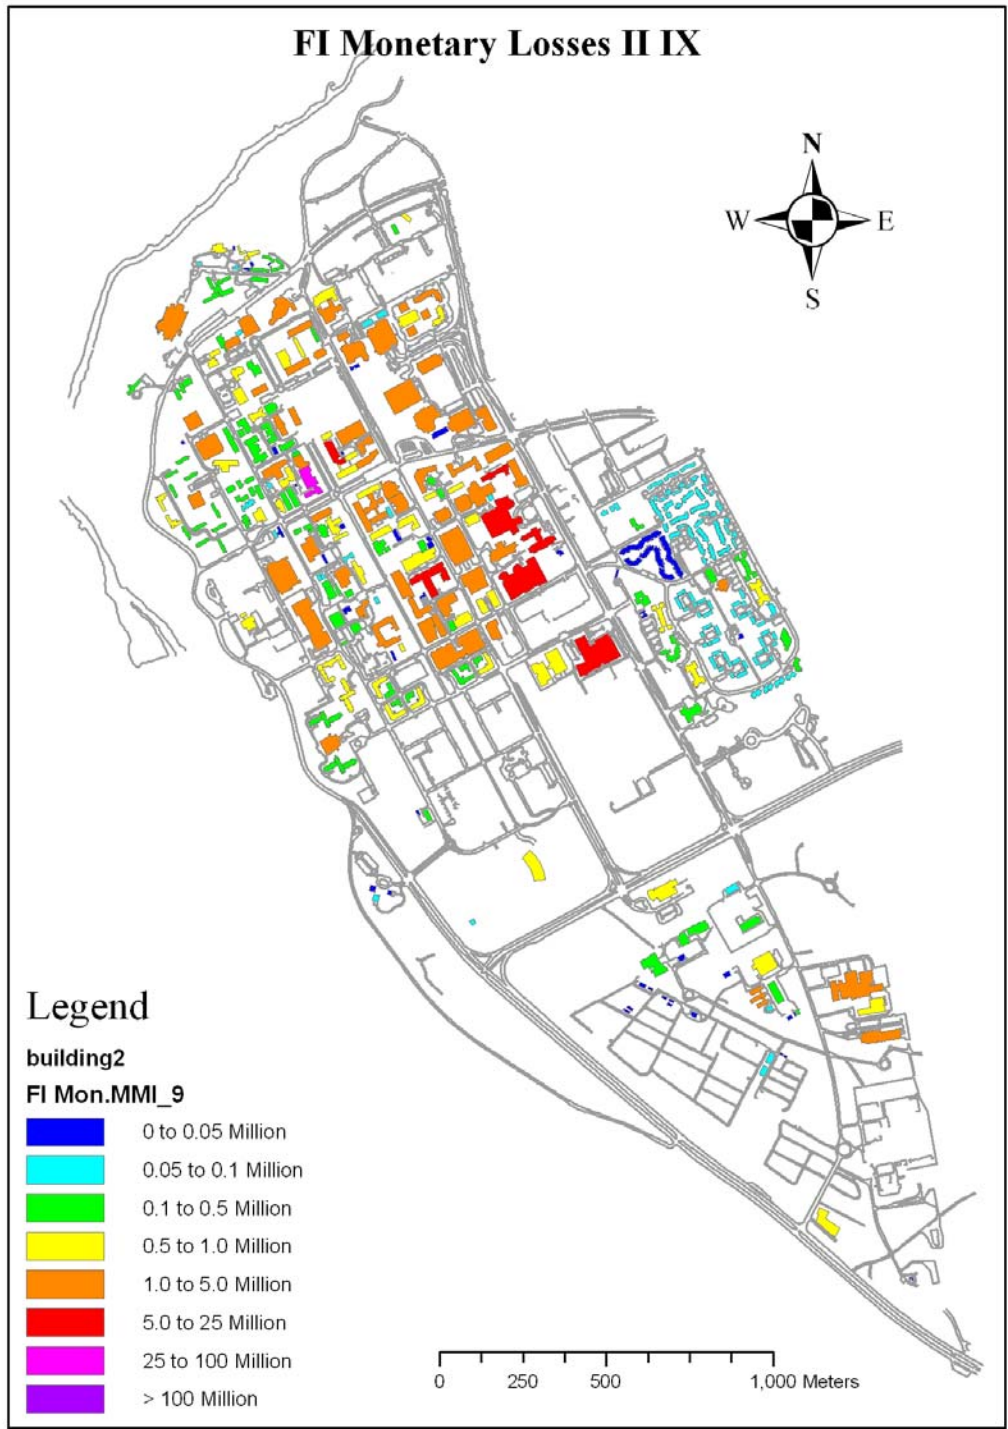 FI Monetary Losses II IX
N
W E
S
Legend
building2
FI Mon.MMI_9
0 to 0.05 Million
0.05 to 0.1 Million
0.1 to 0.5 Million
0.5 to 1.0 Million
1.0 to 5.0 Million
5.0 to 25 Million
25 to 100 Million
> 100 Million
0 250 500 1,000 Meters